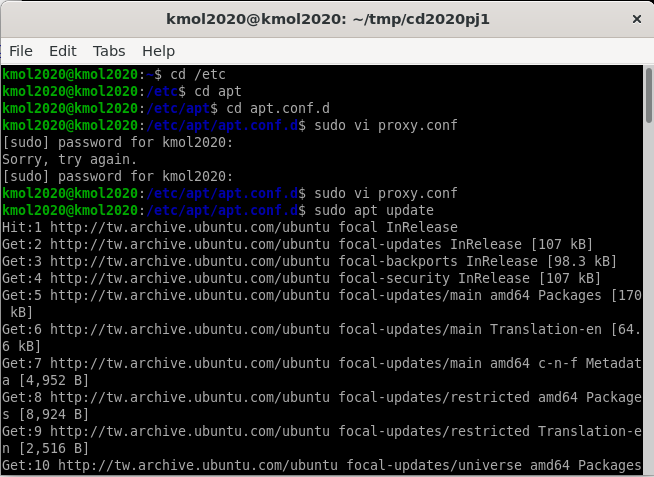 kmol2020@kmol2020: ~/tmp/cd2020pj1
File Edit Tabs Help
kmol2020@kmol2020:~$ cd /etc
kmol2020@kmol2020:/etc$ cd apt
kmol2020@kmol2020:/etc/apt$ cd apt.conf.d
kmol2020@kmol2020:/etc/apt/apt.conf.d$ sudo vi proxy.conf
[sudo] password for kmol2020:
Sorry, try again.
[sudo] password for kmol2020:
kmol2020@kmol2020:/etc/apt/apt.conf.d$ sudo vi proxy.conf
kmol2020@kmol2020:/etc/apt/apt.conf.d$ sudo apt update
Hit:1 http://tw.archive.ubuntu.com/ubuntu focal InRelease
Get:2 http://tw.archive.ubuntu.com/ubuntu focal-updates InRelease [107 kB]
Get:3 http://tw.archive.ubuntu.com/ubuntu focal-backports InRelease [98.3 kB]
Get:4 http://tw.archive.ubuntu.com/ubuntu focal-security InRelease [107 kB]
Get:5 http://tw.archive.ubuntu.com/ubuntu focal-updates/main amd64 Packages [170
 kB]
Get:6 http://tw.archive.ubuntu.com/ubuntu focal-updates/main Translation-en [64.
6 kB]
Get:7 http://tw.archive.ubuntu.com/ubuntu focal-updates/main amd64 c-n-f Metadat
a [4,952 B]
Get:8 http://tw.archive.ubuntu.com/ubuntu focal-updates/restricted amd64 Package
s [8,924 B]
Get:9 http://tw.archive.ubuntu.com/ubuntu focal-updates/restricted Translation-e
n [2,516 B]
Get:10 http://tw.archive.ubuntu.com/ubuntu focal-updates/universe amd64 Packages